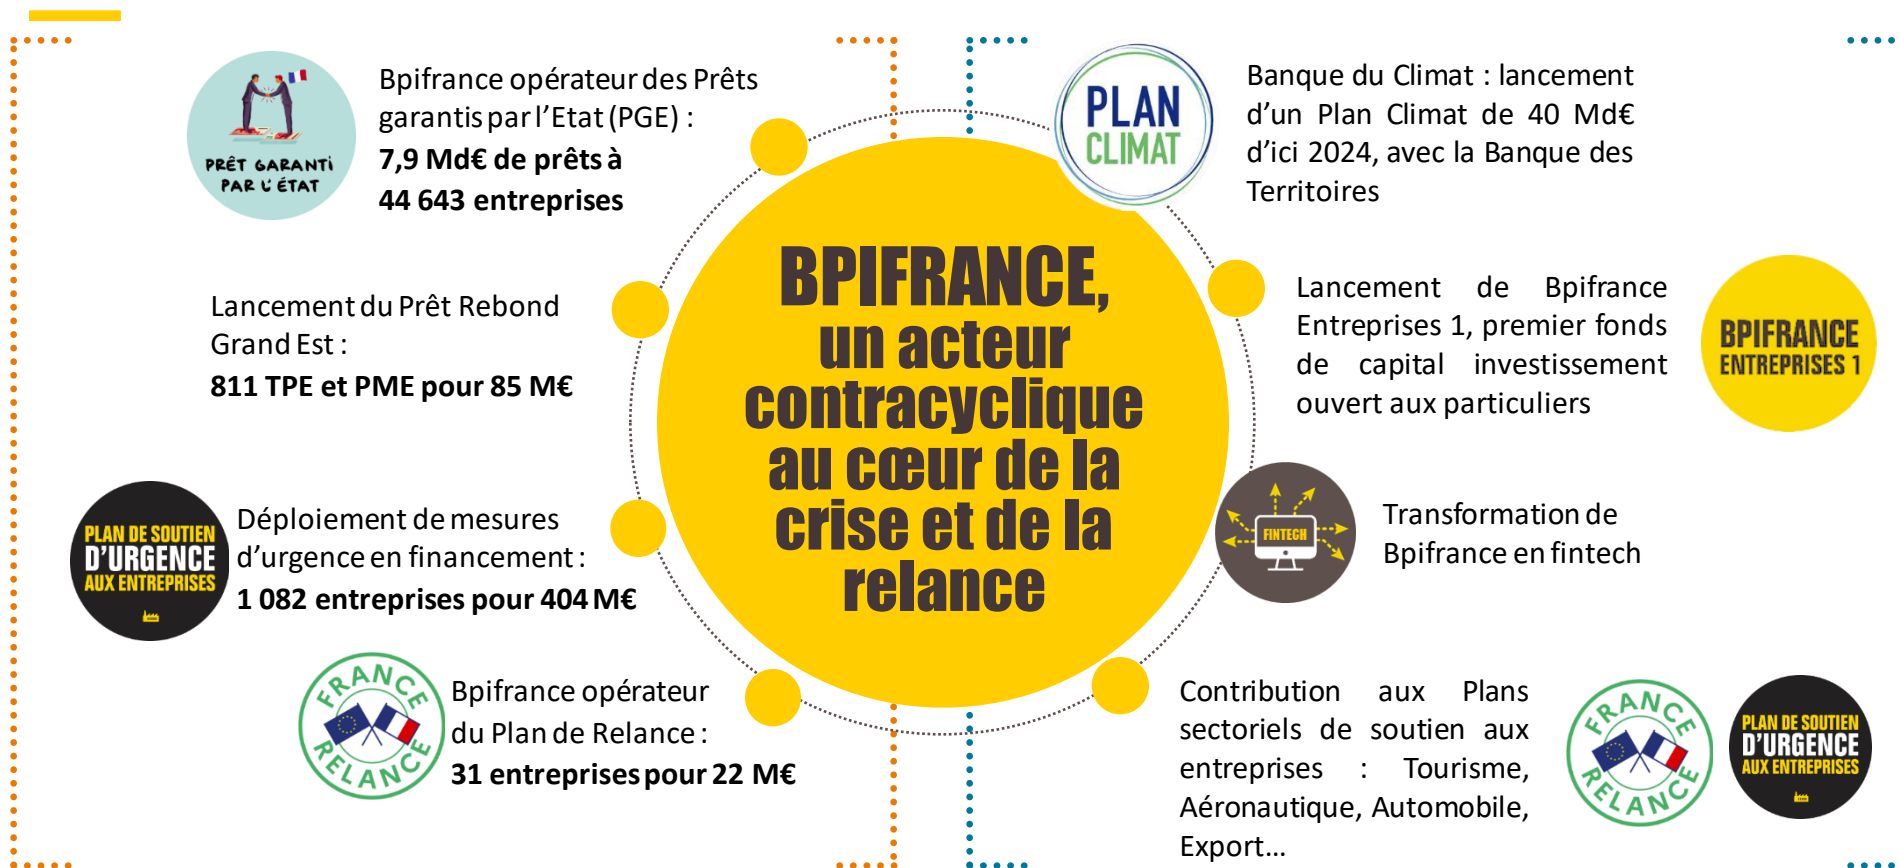 PRÊT GARANTI
PAR L'ÉTAT
Bpifrance opérateur des Prêts
garantis par l’Etat (PGE) :
7,9 Md€ de prêts à
44 643 entreprises
Lancement du Prêt Rebond
Grand Est :
811 TPE et PME pour 85 M€
PLAN DE SOUTIEN
D'URGENCE
AUX ENTREPRISES
Déploiement de mesures
d’urgence en financement :
1 082 entreprises pour 404 M€
FRANCE
RELANCE
Bpifrance opérateur
du Plan de Relance :
31 entreprises pour 22 M€
BPIFRANCE,
un acteur
contracyclique
au cœur de la
crise et de la
relance
PLAN
CLIMAT
Banque du Climat : lancement
d’un Plan Climat de 40 Md€
d’ici 2024, avec la Banque des
Territoires
Lancement de Bpifrance
Entreprises 1, premier fonds
de capital investissement
ouvert aux particuliers
BPIFRANCE
ENTREPRISES 1
FINTECH
Transformation de
Bpifrance en fintech
Contribution aux Plans
sectoriels de soutien aux
entreprises : Tourisme,
Aéronautique, Automobile,
Export…
FRANCE
RELANCE
PLAN DE SOUTIEN
D'URGENCE
AUX ENTREPRISES